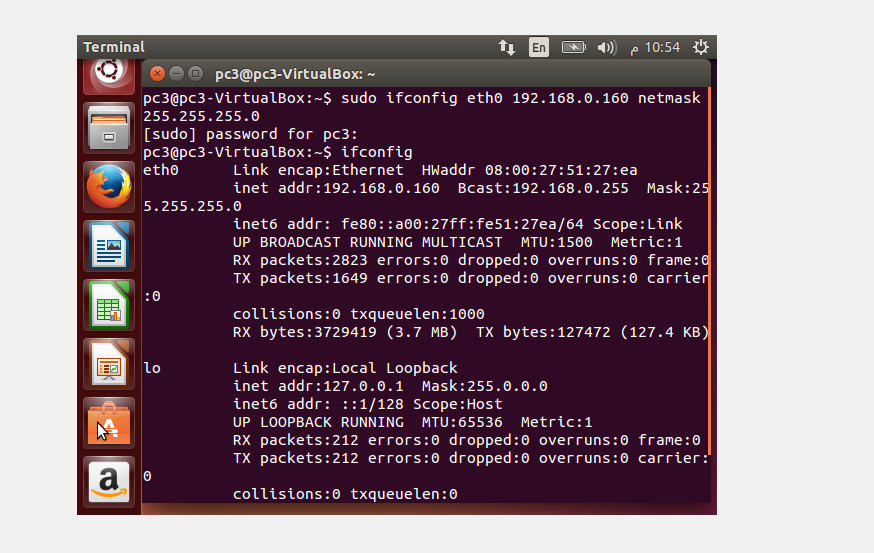 Terminal
En
م 10:54
pc3@pc3-VirtualBox: ~
pc3@pc3-VirtualBox:~$ sudo ifconfig eth0 192.168.0.160 netmask
255.255.255.0
[sudo] password for pc3:
pc3@pc3-VirtualBox:~$ ifconfig
eth0      Link encap:Ethernet  HWaddr 08:00:27:51:27:ea
          inet addr:192.168.0.160  Bcast:192.168.0.255  Mask:25
5.255.255.0
          inet6 addr: fe80::a00:27ff:fe51:27ea/64 Scope:Link
          UP BROADCAST RUNNING MULTICAST  MTU:1500  Metric:1
          RX packets:2823 errors:0 dropped:0 overruns:0 frame:0
          TX packets:1649 errors:0 dropped:0 overruns:0 carrier
:0
          collisions:0 txqueuelen:1000
          RX bytes:3729419 (3.7 MB)  TX bytes:127472 (127.4 KB)
lo        Link encap:Local Loopback
          inet addr:127.0.0.1  Mask:255.0.0.0
          inet6 addr: ::1/128 Scope:Host
          UP LOOPBACK RUNNING  MTU:65536  Metric:1
          RX packets:212 errors:0 dropped:0 overruns:0 frame:0
          TX packets:212 errors:0 dropped:0 overruns:0 carrier:
0
          collisions:0 txqueuelen:0
a